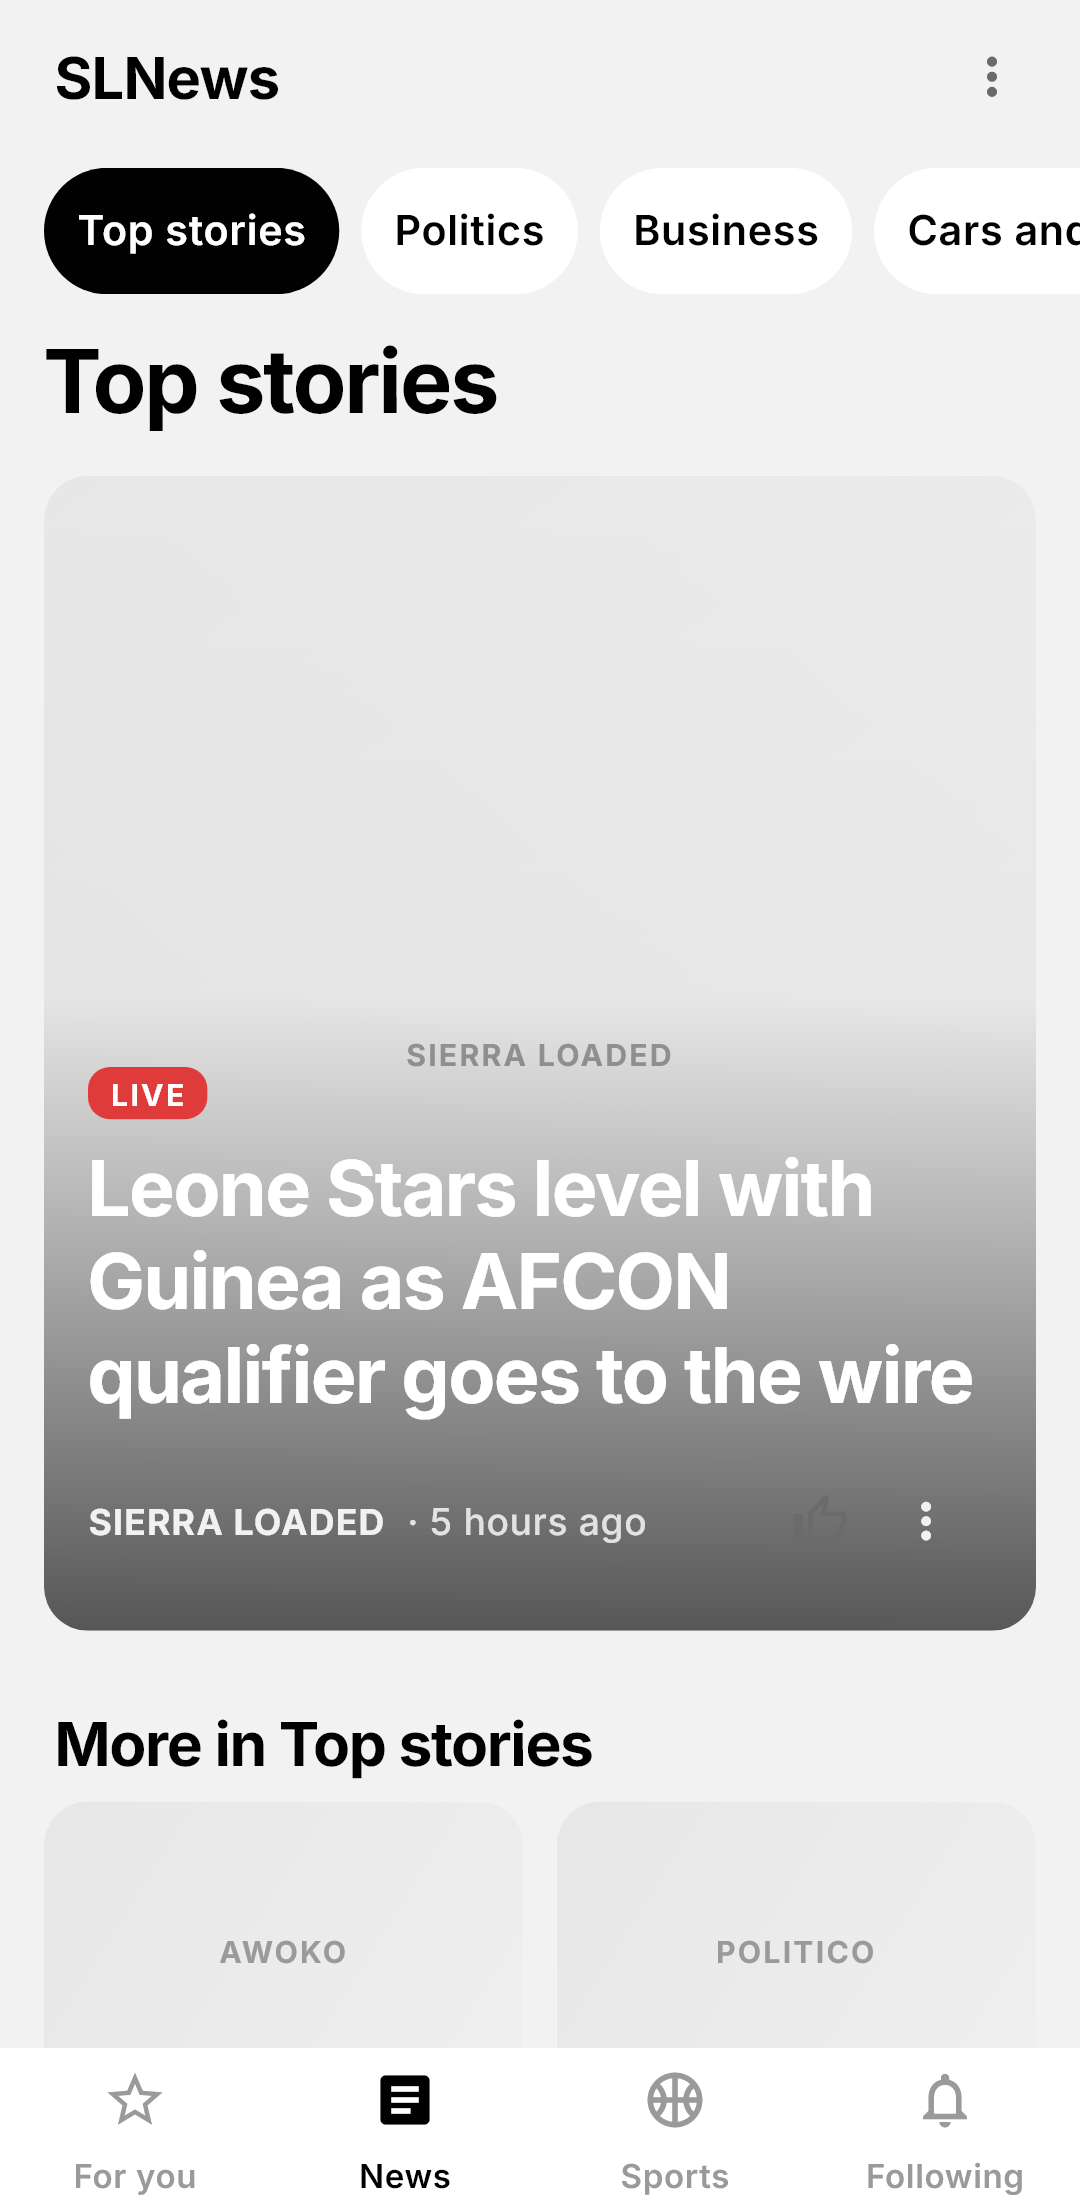 SLNews
Top stories
Politics
Business
Cars and
Top stories
SIERRA LOADED
LIVE
Leone Stars level with
Guinea as AFCON
qualifier goes to the wire
SIERRA LOADED · 5 hours ago
More in Top stories
AWOKO
POLITICO
For you
News
Sports
Following